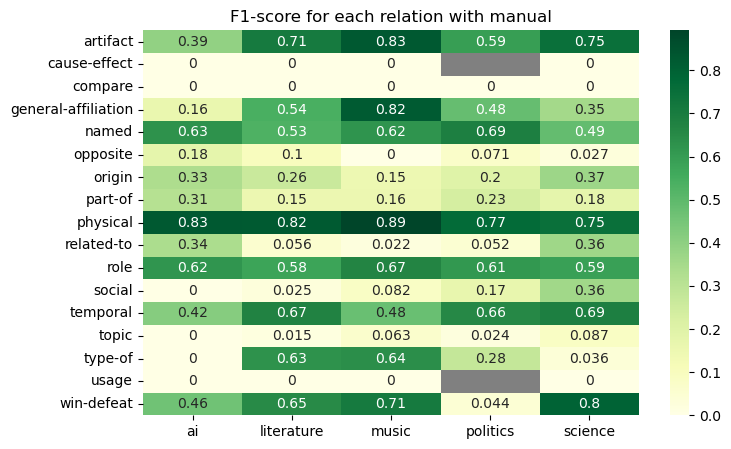 F1-score for each relation with manual
artifact 0.39 0.71 0.83 0.59 0.75
cause-effect 0 0 0 0
compare 0 0 0 0 0
general-affiliation 0.16 0.54 0.82 0.48 0.35
named 0.63 0.53 0.62 0.69 0.49
opposite 0.18 0.1 0 0.071 0.027
origin 0.33 0.26 0.15 0.2 0.37
part-of 0.31 0.15 0.16 0.23 0.18
physical 0.83 0.82 0.89 0.77 0.75
related-to 0.34 0.056 0.022 0.052 0.36
role 0.62 0.58 0.67 0.61 0.59
social 0 0.025 0.082 0.17 0.36
temporal 0.42 0.67 0.48 0.66 0.69
topic 0 0.015 0.063 0.024 0.087
type-of 0 0.63 0.64 0.28 0.036
usage 0 0 0 0
win-defeat 0.46 0.65 0.71 0.044 0.8
ai literature music politics science
0.8
0.7
0.6
0.5
0.4
0.3
0.2
0.1
0.0